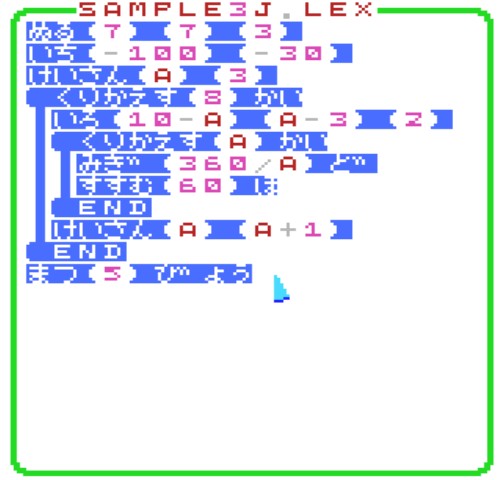 SAMPLE3J.LEX
ぬる(7)(7)(3)
いち(-100)(-30)
けいさん(A)(3)
くりかえす(8)かい
いろ(10-A)(A-3)(2)
くりかえす(A)かい
みぎ(360/A)ど
すすむ(60)ほ
END
けいさん(A)(A+1)
END
まつ(5)びょう